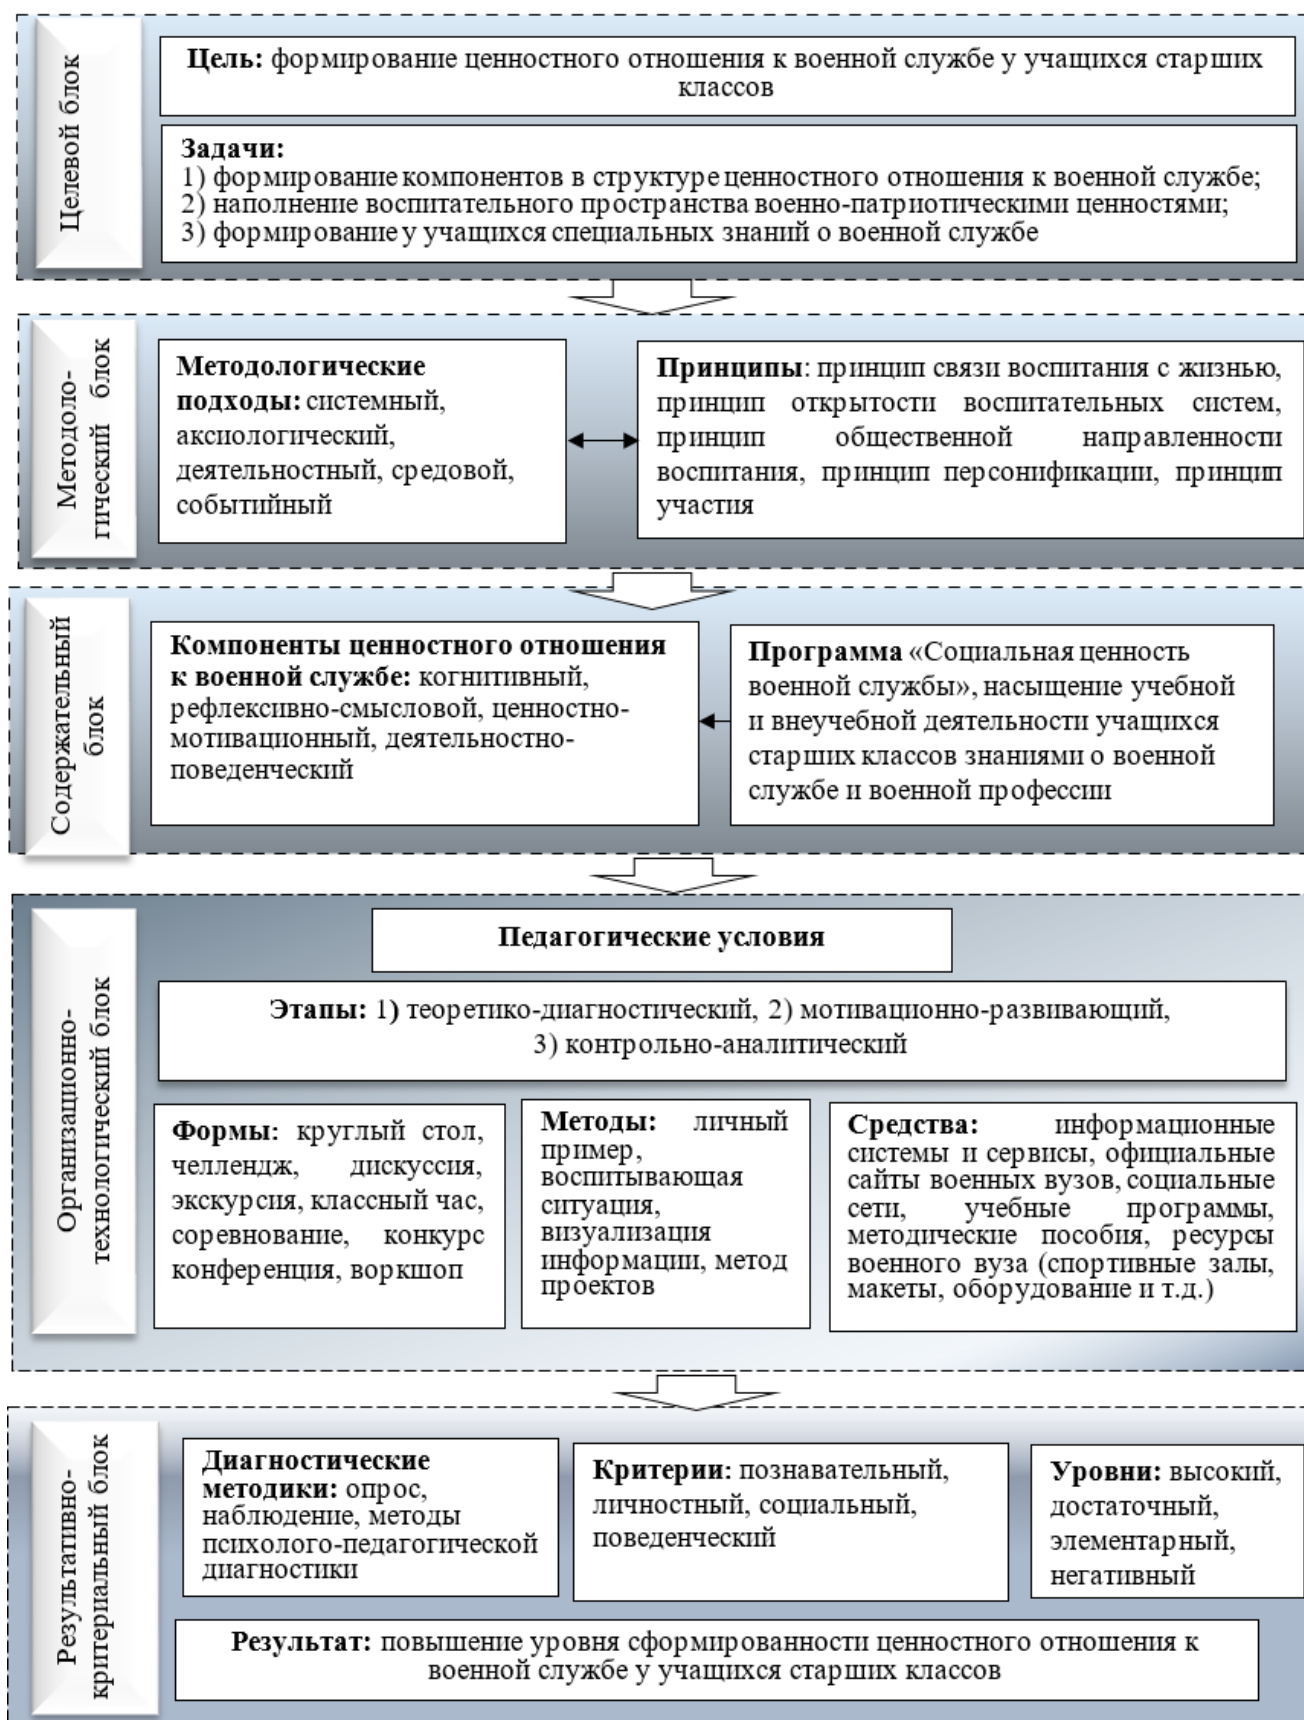 Целевой блок
Цель: формирование ценностного отношения к военной службе у учащихся старших
классов
Задачи:
1) формирование компонентов в структуре ценностного отношения к военной службе;
2) наполнение воспитательного пространства военно-патриотическими ценностями;
3) формирование у учащихся специальных знаний о военной службе
Методоло-
гический блок
Методологические
подходы: системный,
аксиологический,
деятельностный, средовой,
событийный
Принципы: принцип связи воспитания с жизнью,
принцип открытости воспитательных систем,
принцип общественной направленности
воспитания, принцип персонификации, принцип
участия
Содержательный
блок
Компоненты ценностного отношения
к военной службе: когнитивный,
рефлексивно-смысловой, ценностно-
мотивационный, деятельностно-
поведенческий
Программа «Социальная ценность
военной службы», насыщение учебной
и внеучебной деятельности учащихся
старших классов знаниями о военной
службе и военной профессии
Организационно-
технологический блок
Педагогические условия
Этапы: 1) теоретико-диагностический, 2) мотивационно-развивающий,
3) контрольно-аналитический
Формы: круглый стол,
челлендж, дискуссия,
экскурсия, классный час,
соревнование, конкурс
конференция, воркшоп
Методы: личный
пример,
воспитывающая
ситуация,
визуализация
информации, метод
проектов
Средства: информационные
системы и сервисы, официальные
сайты военных вузов, социальные
сети, учебные программы,
методические пособия, ресурсы
военного вуза (спортивные залы,
макеты, оборудование и т.д.)
Результативно-
критериальный блок
Диагностические
методики: опрос,
наблюдение, методы
психолого-педагогической
диагностики
Критерии: познавательный,
личностный, социальный,
поведенческий
Уровни: высокий,
достаточный,
элементарный,
негативный
Результат: повышение уровня сформированности ценностного отношения к
военной службе у учащихся старших классов